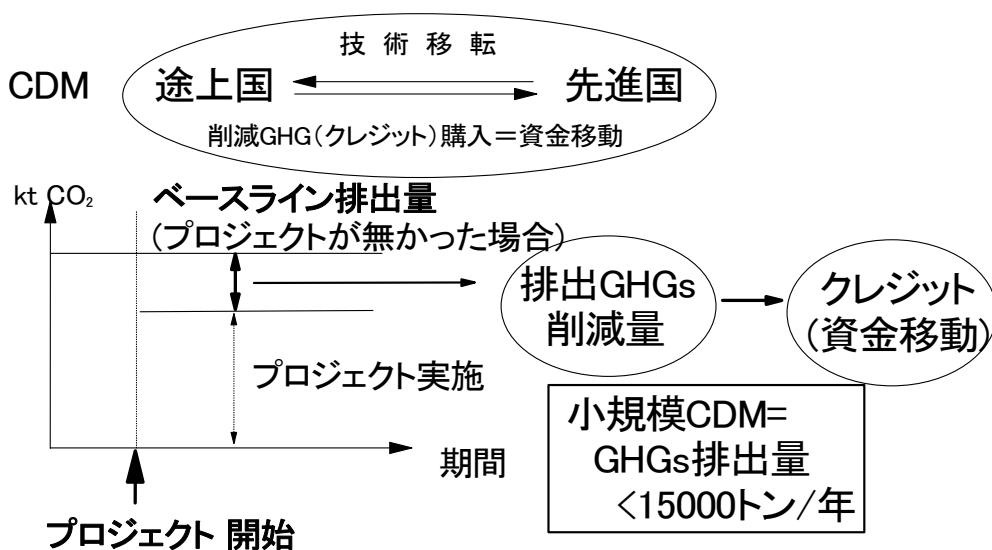 技 術 移 転
CDM 途上国 先進国
削減GHG(クレジット)購入=資金移動
kt CO₂
ベースライン排出量
(プロジェクトが無かった場合)
排出GHGs
削減量
クレジット
(資金移動)
プロジェクト実施
小規模CDM=
GHGs排出量
<15000トン/年
期間
プロジェクト 開始